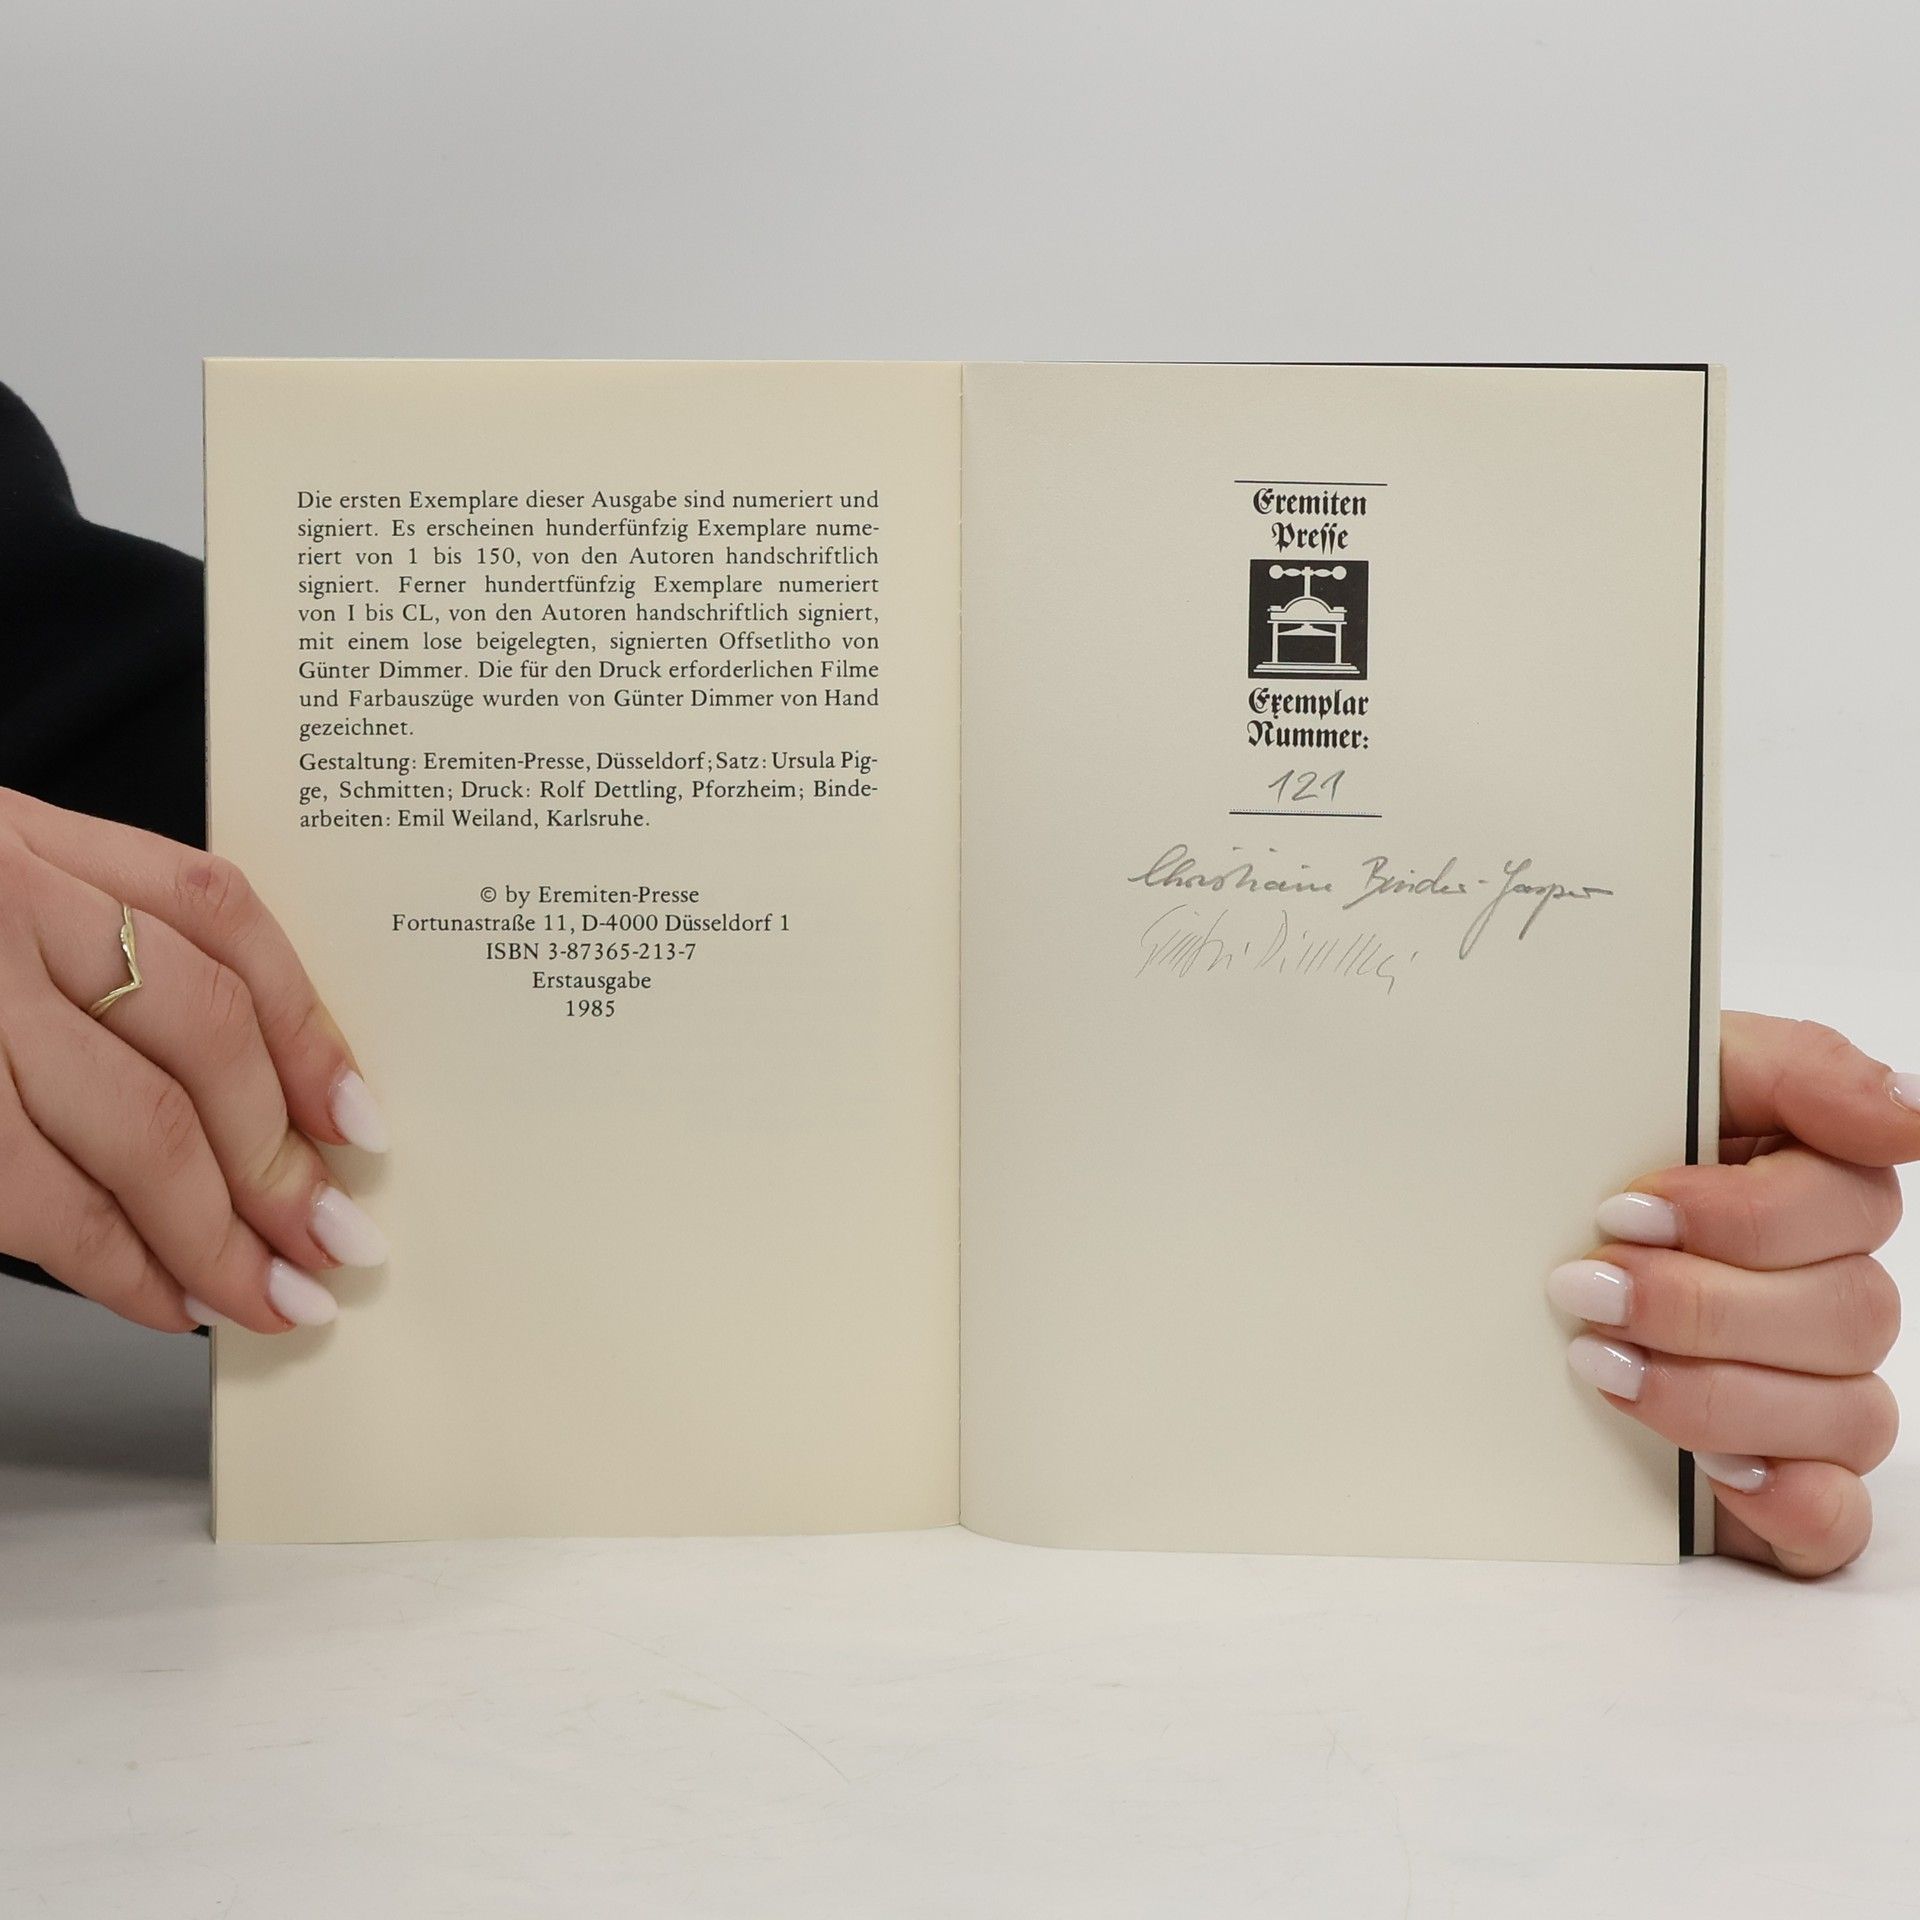 Die ersten Exemplare dieser Ausgabe sind numeriert und
signiert. Es erscheinen hunderfünfzig Exemplare nume-
riert von 1 bis 150, von den Autoren handschriftlich
signiert. Ferner hundertfünfzig Exemplare numeriert
von I bis CL, von den Autoren handschriftlich signiert,
mit einem lose beigelegten, signierten Offsetlitho von
Günter Dimmer. Die für den Druck erforderlichen Filme
und Farbauszüge wurden von Günter Dimmer von Hand
gezeichnet.
Gestaltung: Eremiten-Presse, Düsseldorf; Satz: Ursula Pig-
ge, Schmitten; Druck: Rolf Dettling, Pforzheim; Binde-
arbeiten: Emil Weiland, Karlsruhe.
© by Eremiten-Presse
Fortunastraße 11, D-4000 Düsseldorf 1
ISBN 3-87365-213-7
Erstausgabe
1985
Eremiten
Presse
Exemplar
Nummer:
121
Christiane Binder-Gasper
Günter Dimmer